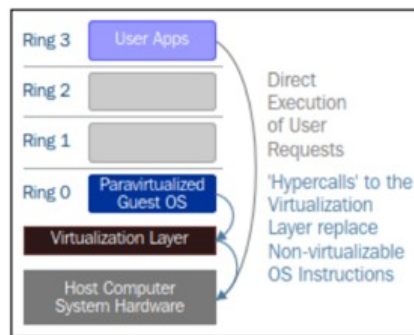 Ring 3
User Apps
Ring 2
Ring 1
Ring 0
Paravirtualized
Guest OS
Virtualization Layer
Host Computer
System Hardware
Direct
Execution
of User
Requests
'Hypercalls' to the
Virtualization
Layer replace
Non-virtualizable
OS Instructions